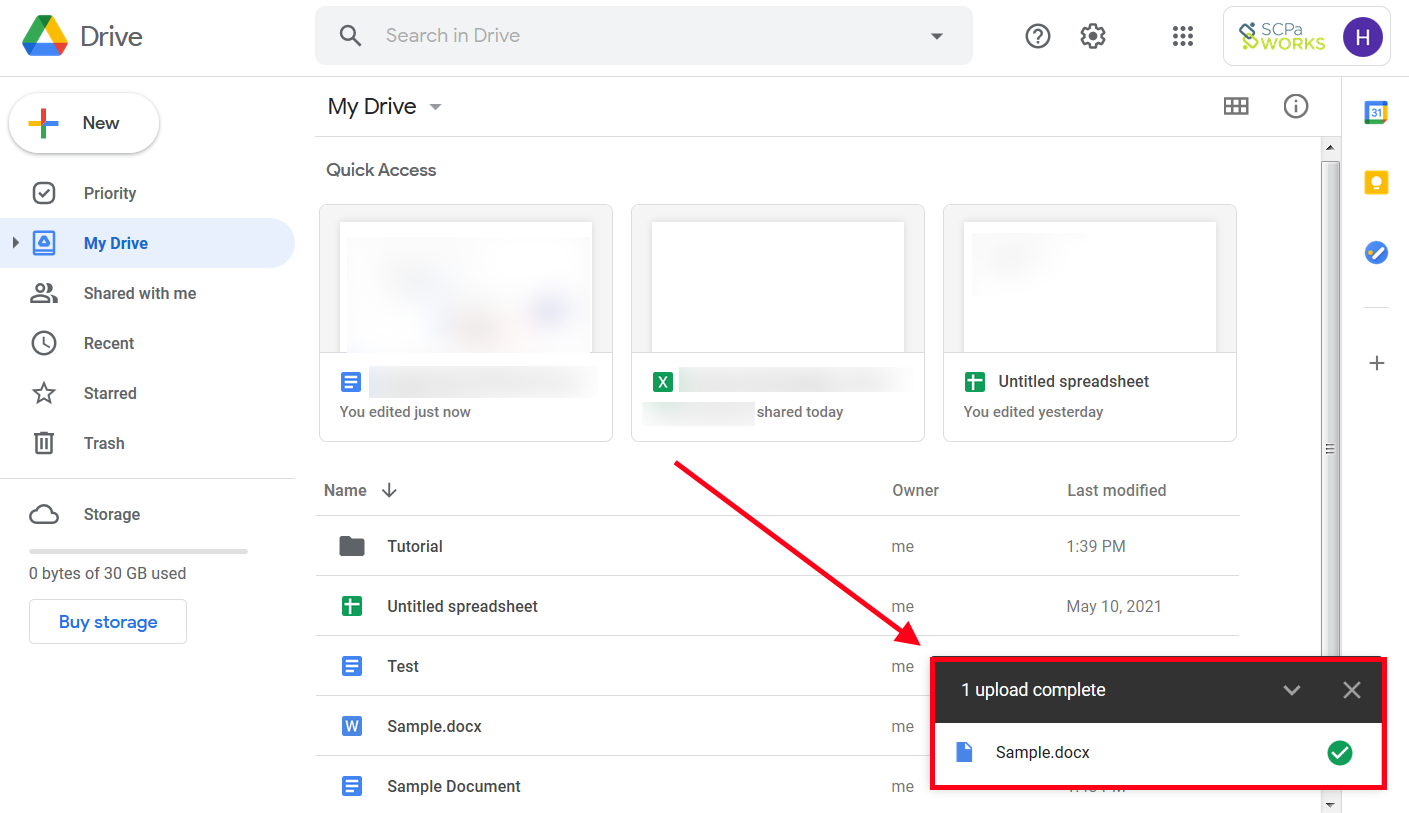 Drive
Search in Drive
SCPa
WORKS
H
New
My Drive
31
Priority
My Drive
Shared with me
Recent
Starred
Trash
Storage
0 bytes of 30 GB used
Buy storage
Quick Access
You edited just now
X
shared today
Untitled spreadsheet
You edited yesterday
Name Owner Last modified
Tutorial me 1:39 PM
Untitled spreadsheet me May 10, 2021
Test me
W Sample.docx me
Sample Document me
1 upload complete
Sample.docx